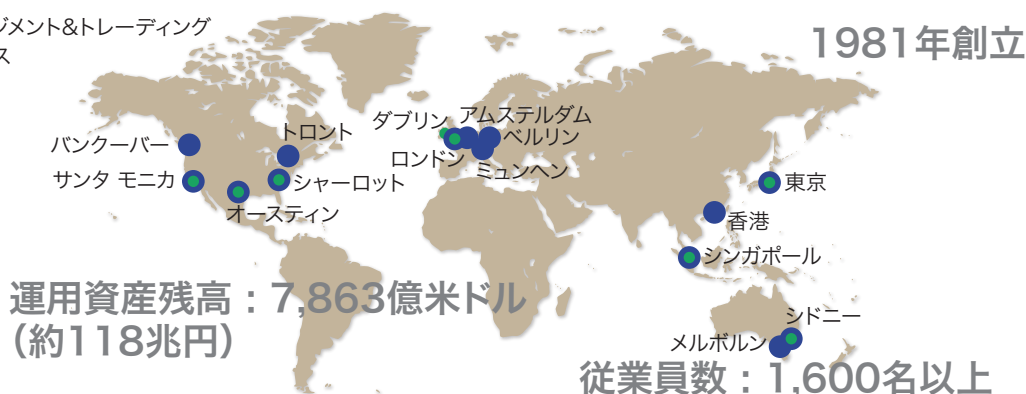 ジメント&トレーディング
ス
1981年創立
バンクーバー
トロント
サンタ モニカ
シャーロット
オースティン
ダブリン
アムステルダム
ベルリン
ロンドン
ミュンヘン
東京
香港
シンガポール
シドニー
メルボルン
運用資産残高：7,863億米ドル
（約118兆円）
従業員数：1,600名以上